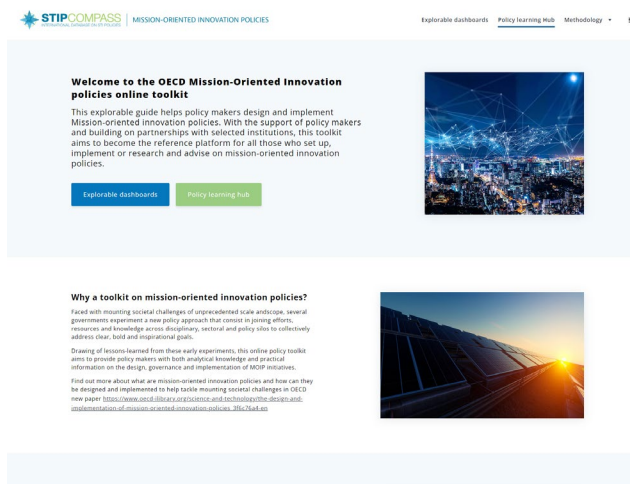 STIPCOMPASS
INTERNATIONAL DATABASE ON STI POLICIES
MISSION-ORIENTED INNOVATION POLICIES
Explorable dashboards Policy learning Hub Methodology
Welcome to the OECD Mission-Oriented Innovation
policies online toolkit
This explorable guide helps policy makers design and implement
Mission-oriented innovation policies. With the support of policy makers
and building on partnerships with selected institutions, this toolkit
aims to become the reference platform for all those who set up,
implement or research and advise on mission-oriented innovation
policies.
Explorable dashboards Policy learning hub
Why a toolkit on mission-oriented innovation policies?
Faced with mounting societal challenges of unprecedented scale andscope, several
governments experiment a new policy approach that consist in joining efforts,
resources and knowledge across disciplinary, sectoral and policy silos to collectively
address clear, bold and inspirational goals.
Drawing of lessons-learned from these early experiments, this online policy toolkit
aims to provide policy makers with both analytical knowledge and practical
information on the design, governance and implementation of MOIP initiatives.
Find out more about what are mission-oriented innovation policies and how can they
be designed and implemented to help tackle mounting societal challenges in OECD
new paper https://www.oecd-ilibrary.org/science-and-technology/the-design-and-
implementation-of-mission-oriented-innovation-policies_3f6c76a4-en